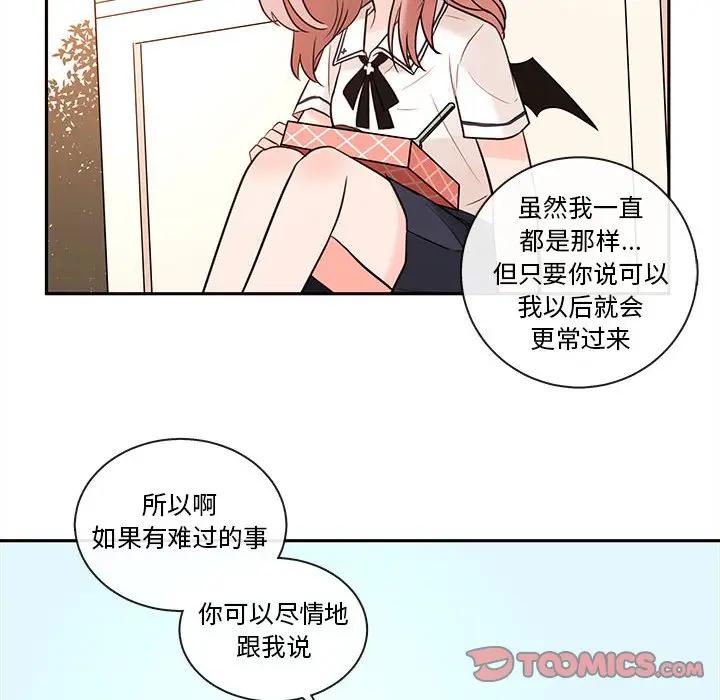 虽然我一直
都是那样...
但只要你说可以
我以后就会
更常过来
所以啊
如果有难过的事
你可以尽情地
跟我说
TOOMICS.COM